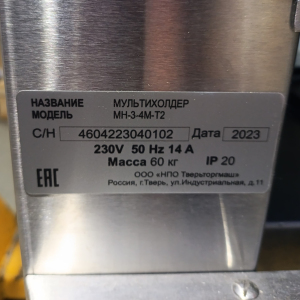 НАЗВАНИЕ МУЛЬТИХОЛДЕР
МОДЕЛЬ МН-3-4М-Т2
С/Н 4604223040102 Дата 2023
230V 50 Hz 14 A
Масса 60 кг IP 20
ООО «НПО Тверьторгмаш»
Россия, г.Тверь, ул.Индустриальная, д.11
EAC